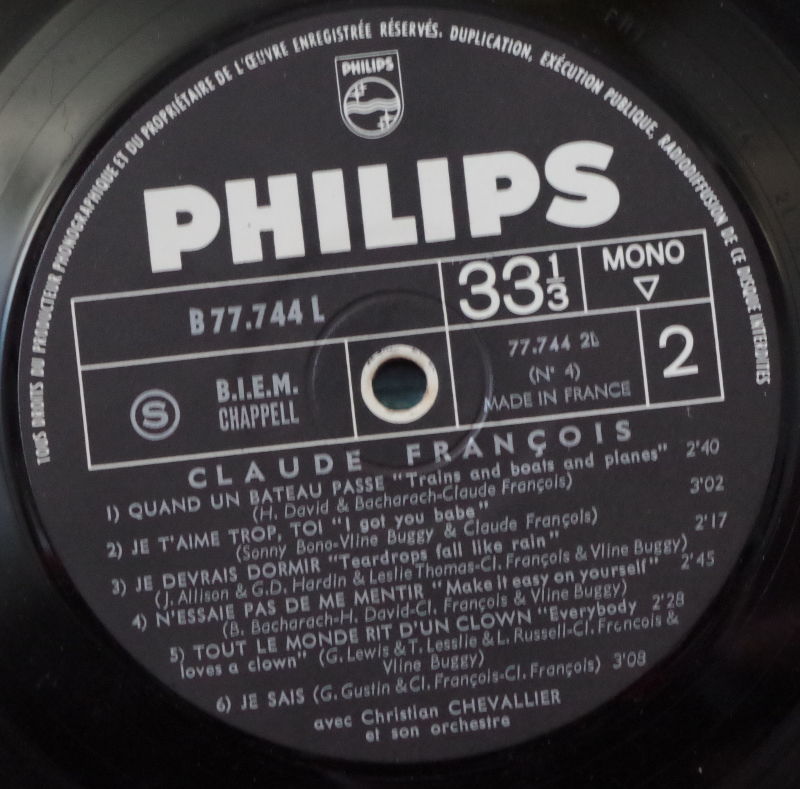 TOUS DROITS DU PRODUCTEUR PHONOGRAPHIQUE ET DU PROPRIÉTAIRE DE L'ŒUVRE ENREGISTRÉE RÉSERVÉS. DUPLICATION, EXÉCUTION PUBLIQUE, RADIODIFFUSION DE CE DISQUE INTERDITES
PHILIPS
PHILIPS
B 77.744 L
33 1/3
MONO
S
B.I.E.M.
CHAPPELL
77.744 2L
(N° 4)
MADE IN FRANCE
2
CLAUDE FRANÇOIS
1) QUAND UN BATEAU PASSE "Trains and boats and planes" 2'40
(H. David & Bacharach-Claude François)
2) JE T'AIME TROP, TOI "I got you babe" 3'02
(Sonny Bono-Vline Buggy & Claude François)
3) JE DEVRAIS DORMIR "Teardrops fall like rain" 2'17
(J. Allison & G.D. Hardin & Leslie Thomas-Cl. François & Vline Buggy)
4) N'ESSAIE PAS DE ME MENTIR "Make it easy on yourself" 2'45
(B. Bacharach-H. David-Cl. François & Vline Buggy)
5) TOUT LE MONDE RIT D'UN CLOWN "Everybody 2'28
loves a clown" (G. Lewis & T. Lesslie & L. Russell-Cl. François &
Vline Buggy)
6) JE SAIS (G. Gustin & Cl. François-Cl. François) 3'08
avec Christian CHEVALLIER
et son orchestre